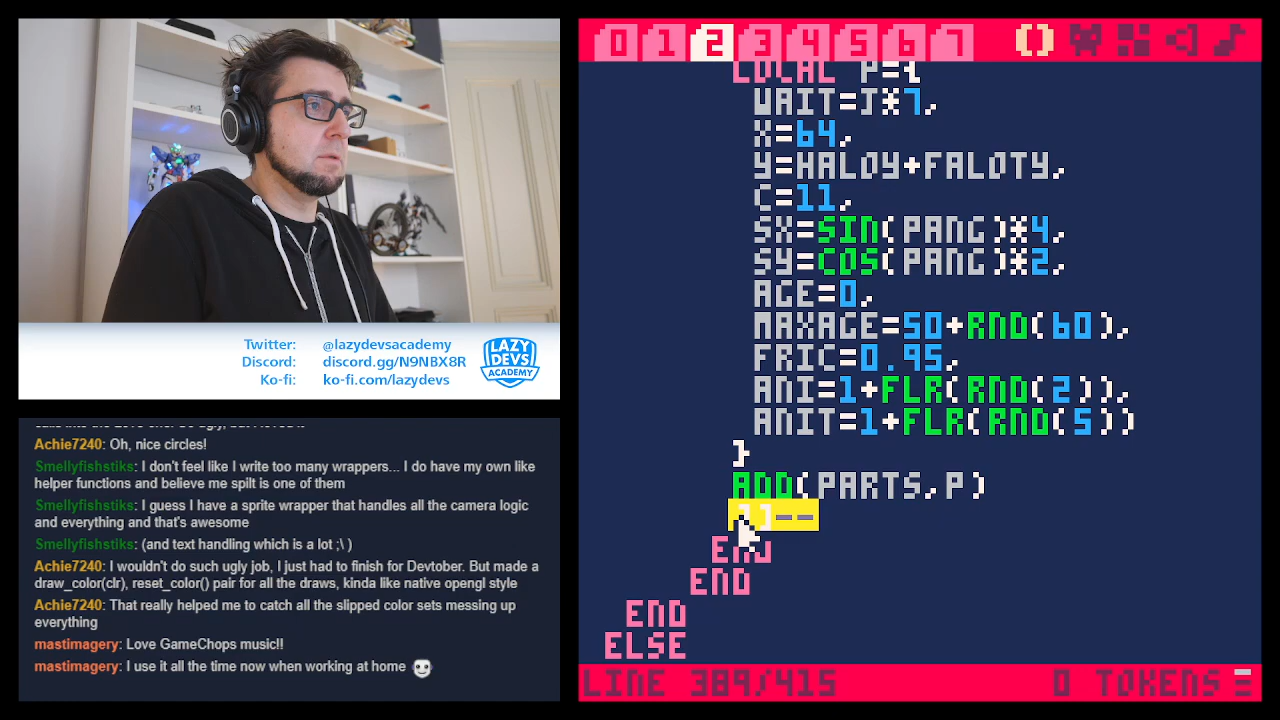 Twitter: @lazydevsacademy
Discord: discord.gg/N9NBX8R
Ko-fi: ko-fi.com/lazydevs
LAZY
DEVS
ACADEMY
Achie7240: Oh, nice circles!
Smellyfishstiks: I don't feel like I write too many wrappers... I do have my own like
helper functions and believe me spilt is one of them
Smellyfishstiks: I guess I have a sprite wrapper that handles all the camera logic
and everything and that's awesome
Smellyfishstiks: (and text handling which is a lot ;\ )
Achie7240: I wouldn't do such ugly job, I just had to finish for Devtober. But made a
draw_color(clr), reset_color() pair for all the draws, kinda like native opengl style
Achie7240: That really helped me to catch all the slipped color sets messing up
everything
mastimagery: Love GameChops music!!
mastimagery: I use it all the time now when working at home
0 1 2 3 4 5 6 7
LOCAL P={
WAIT=J*7,
X=64,
Y=HALOY+FALOTY,
C=11,
SX=SIN(PANG)*4,
SY=COS(PANG)*2,
AGE=0,
MAXAGE=50+RND(60),
FRIC=0.95,
ANI=1+FLR(RND(2)),
ANIT=1+FLR(RND(5))
}
ADD(PARTS,P)
]]--
END
END
END
ELSE
LINE 389/415
0 TOKENS